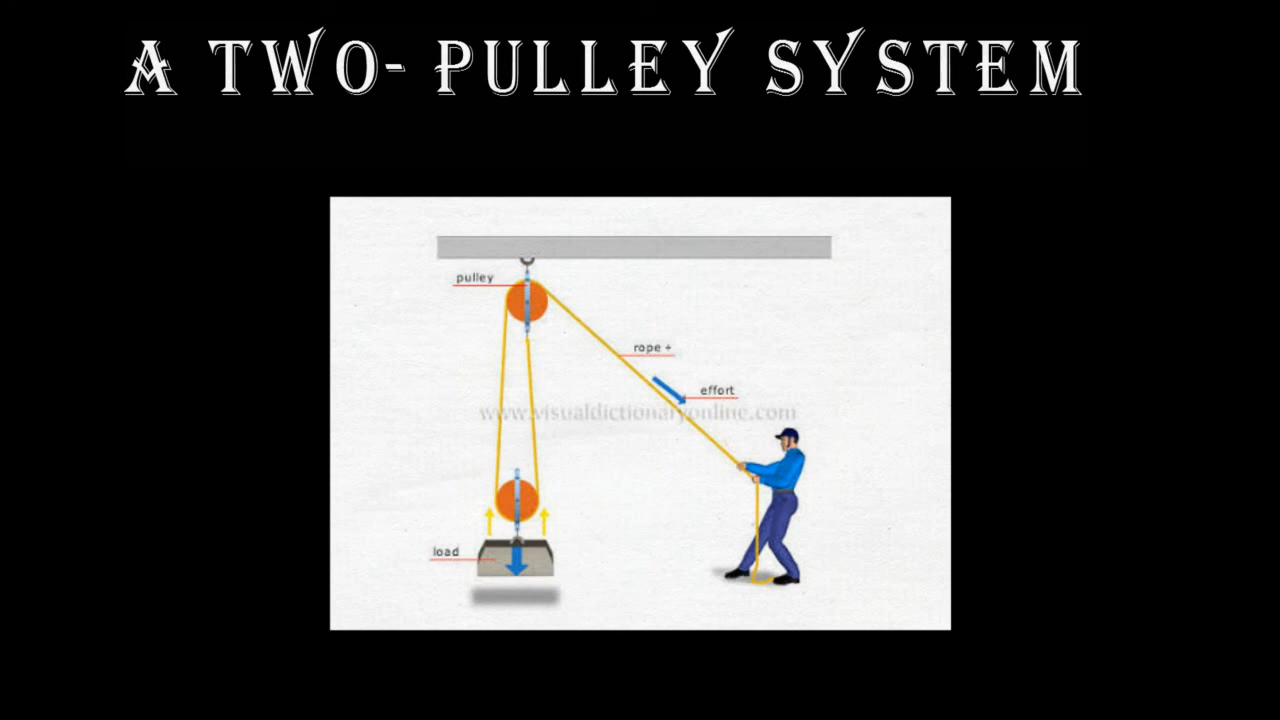 A TWO- PULLEY SYSTEM
pulley
rope +
effort
www.visualdictionaryonline.com
load